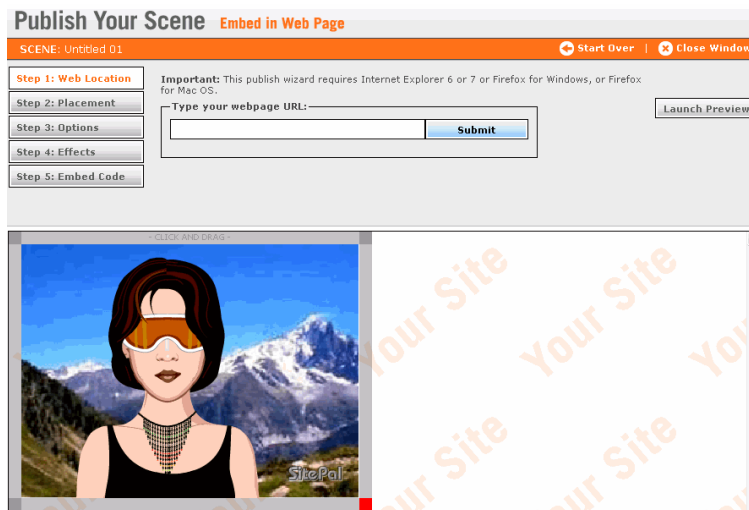 Publish Your Scene Embed in Web Page
SCENE: Untitled 01
Start Over | Close Window
Step 1: Web Location
Step 2: Placement
Step 3: Options
Step 4: Effects
Step 5: Embed Code
Important: This publish wizard requires Internet Explorer 6 or 7 or Firefox for Windows, or Firefox
for Mac OS.
Type your webpage URL:
Submit
Launch Preview
- CLICK AND DRAG -
SitePal
Your Site
Your Site
You
Your Site
Your Site